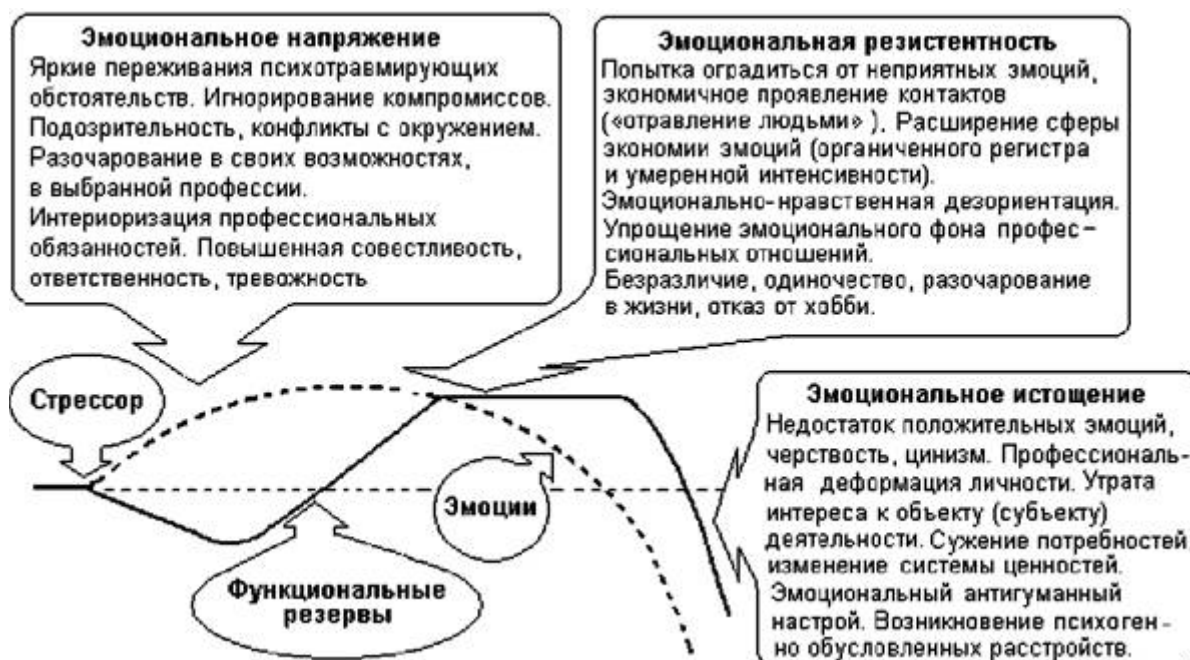 Эмоциональное напряжение
Яркие переживания психотравмирующих
обстоятельств. Игнорирование компромиссов.
Подозрительность, конфликты с окружением.
Разочарование в своих возможностях,
в выбранной профессии.
Интериоризация профессиональных
обязанностей. Повышенная совестливость,
ответственность, тревожность
Эмоциональная резистентность
Попытка оградиться от неприятных эмоций,
экономичное проявление контактов
(«отравление людьми» ). Расширение сферы
экономии эмоций (органиченного регистра
и умеренной интенсивности).
Эмоционально-нравственная дезориентация.
Упрощение эмоционального фона профес-
сиональных отношений.
Безразличие, одиночество, разочарование
в жизни, отказ от хобби.
Стрессор
Эмоции
Функциональные
резервы
Эмоциональное истощение
Недостаток положительных эмоций,
черствость, цинизм. Профессиональ-
ная деформация личности. Утрата
интереса к объекту (субъекту)
деятельности. Сужение потребностей
изменение системы ценностей.
Эмоциональный антигуманный
настрой. Возникновение психоген-
но обусловленных расстройств.